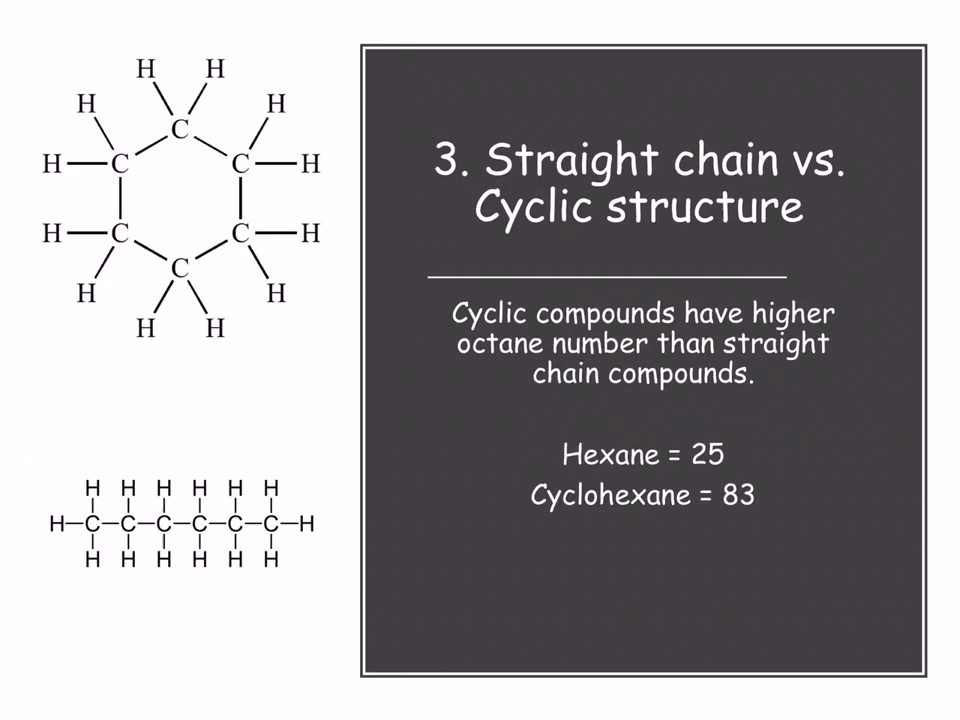 H H
H H
C
H C C H
H C C H
C
H H
H H
3. Straight chain vs.
Cyclic structure
Cyclic compounds have higher
octane number than straight
chain compounds.
Hexane = 25
Cyclohexane = 83
H H H H H H
H—C—C—C—C—C—C—H
H H H H H H